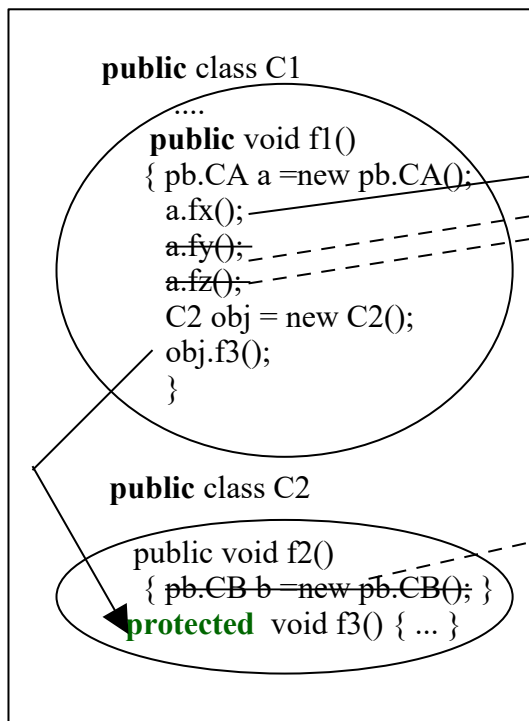 public class C1
....
public void f1()
{ pb.CA a =new pb.CA();
a.fx();
a.fy();
a.fz();
C2 obj = new C2();
obj.f3();
}
public class C2
public void f2()
{ pb.CB b =new pb.CB(); }
protected void f3() { ... }